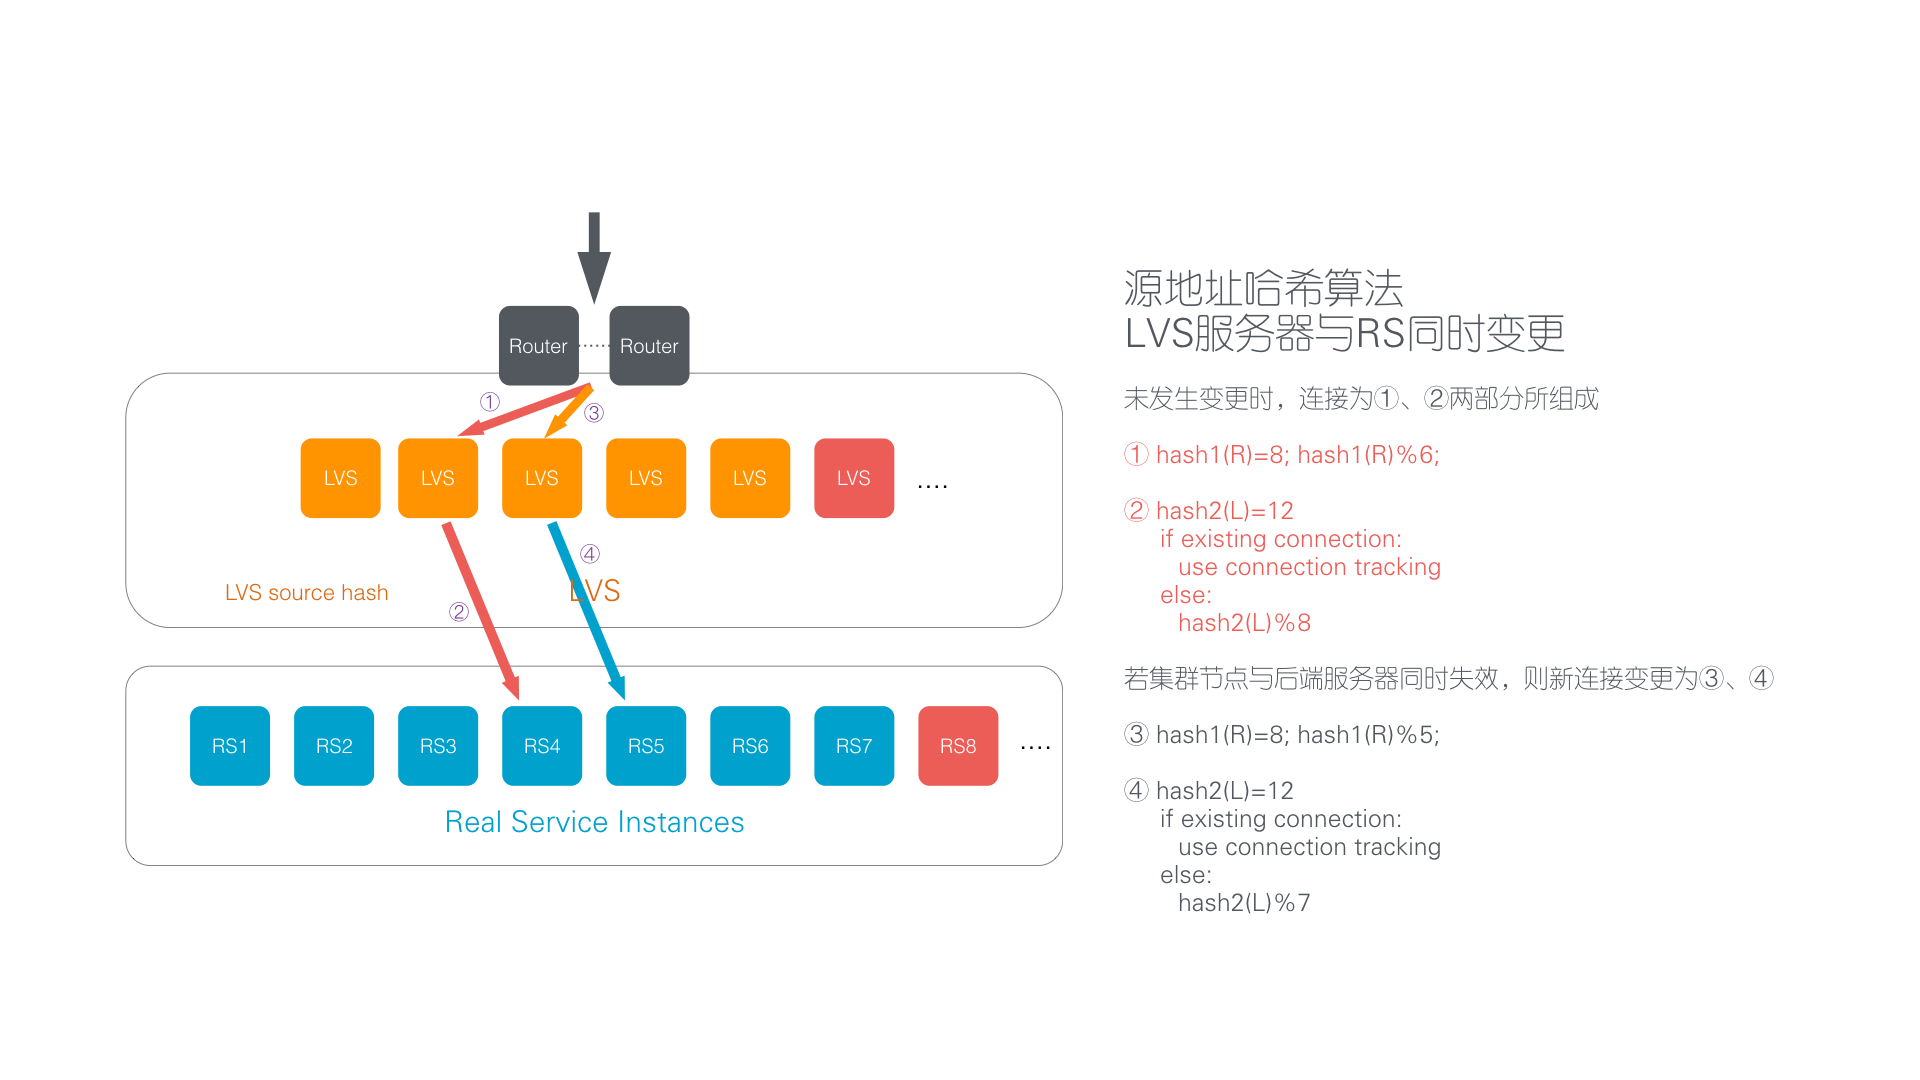 Router
......
Router
①
③
LVS
LVS
LVS
LVS
LVS
LVS
....
④
LVS source hash
LVS
②
RS1
RS2
RS3
RS4
RS5
RS6
RS7
RS8
....
Real Service Instances
源地址哈希算法
LVS服务器与RS同时变更
未发生变更时，连接为①、②两部分所组成
① hash1(R)=8; hash1(R)%6;
② hash2(L)=12
if existing connection:
use connection tracking
else:
hash2(L)%8
若集群节点与后端服务器同时失效，则新连接变更为③、④
③ hash1(R)=8; hash1(R)%5;
④ hash2(L)=12
if existing connection:
use connection tracking
else:
hash2(L)%7